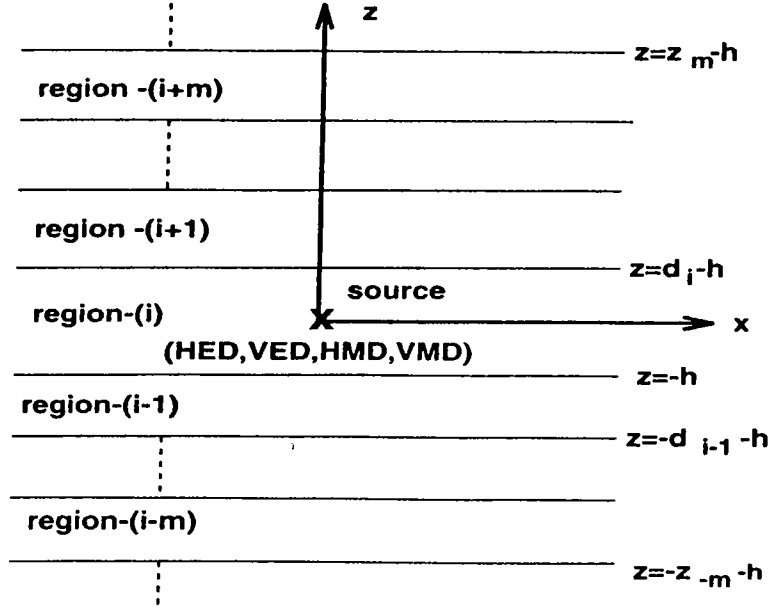 z
z=z m-h
region -(i+m)
region -(i+1)
z=d i-h
source
region-(i)
x
(HED,VED,HMD,VMD)
z=-h
region-(i-1)
z=-d i-1 -h
region-(i-m)
z=-z -m -h